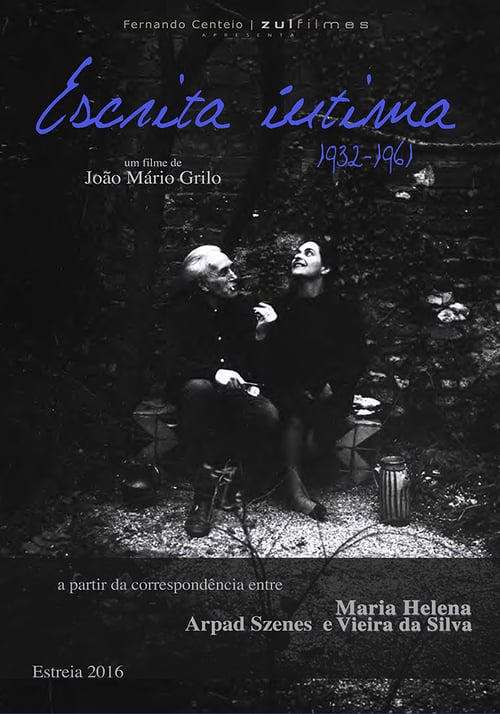 Fernando Centeio | zulfilmes
APRESENTA
Escrita íntima
1932-1961
um filme de
João Mário Grilo
a partir da correspondência entre
Maria Helena
Arpad Szenes e Vieira da Silva
Estreia 2016